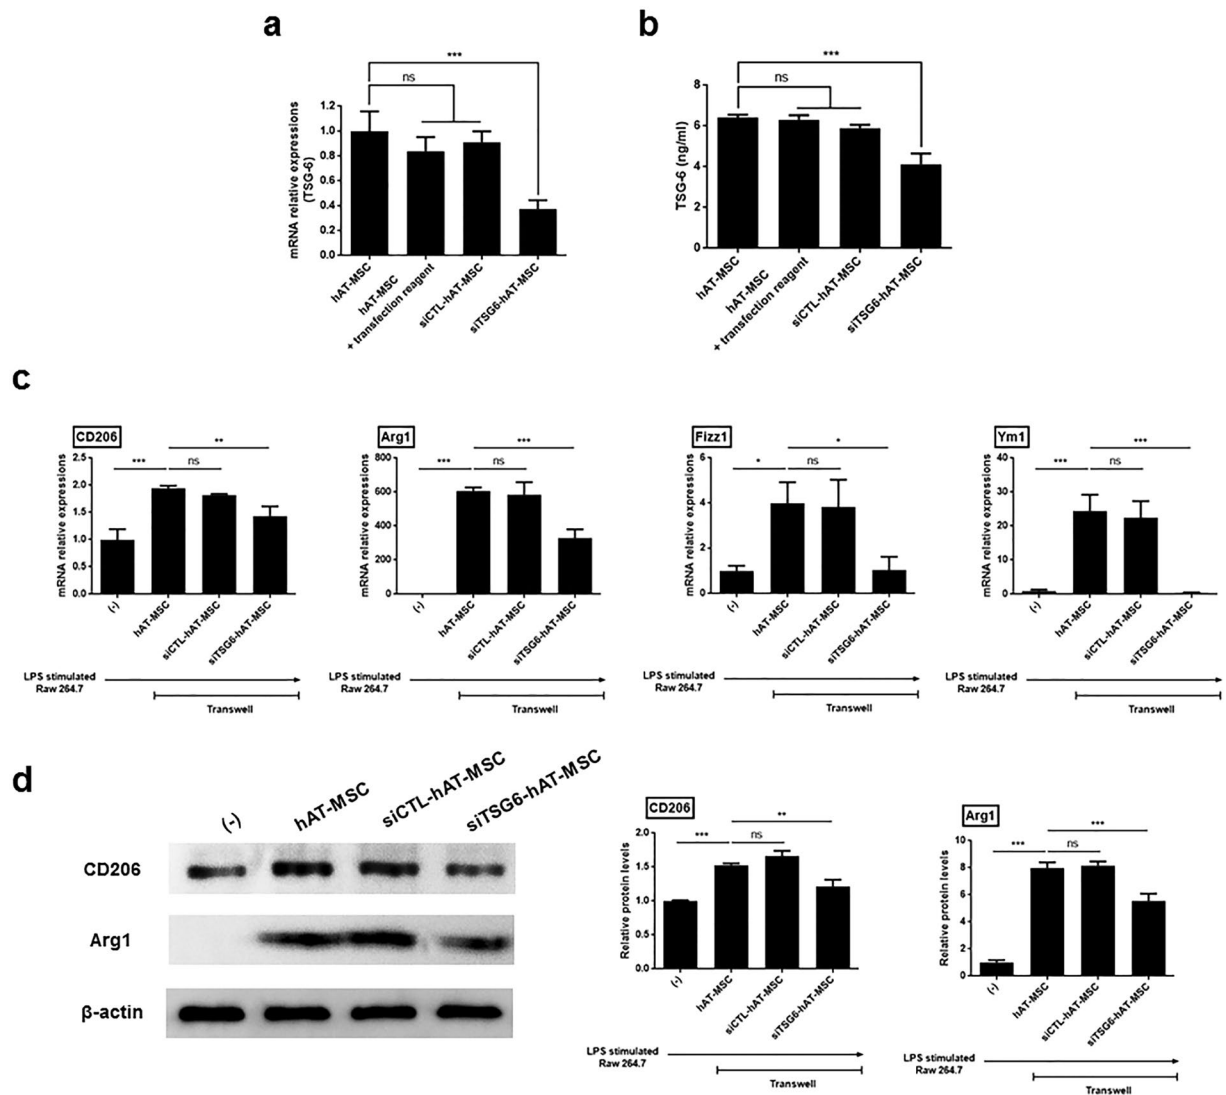 a
***
ns
mRNA relative expressions
(TSG-6)
1.2
1.0
0.8
0.6
0.4
0.2
0.0
hAT-MSC
hAT-MSC
+ transfection reagent
siCTL-hAT-MSC
siTSG6-hAT-MSC
b
***
ns
TSG-6 (ng/ml)
8
6
4
2
0
hAT-MSC
hAT-MSC
+ transfection reagent
siCTL-hAT-MSC
siTSG6-hAT-MSC
c
CD206
**
***
ns
mRNA relative expressions
2.5
2.0
1.5
1.0
0.5
0.0
(-)
hAT-MSC
siCTL-hAT-MSC
siTSG6-hAT-MSC
LPS stimulated
Raw 264.7
Transwell
Arg1
***
***
ns
mRNA relative expressions
800
600
400
200
0
(-)
hAT-MSC
siCTL-hAT-MSC
siTSG6-hAT-MSC
LPS stimulated
Raw 264.7
Transwell
Fizz1
*
*
ns
mRNA relative expressions
6
4
2
0
(-)
hAT-MSC
siCTL-hAT-MSC
siTSG6-hAT-MSC
LPS stimulated
Raw 264.7
Transwell
Ym1
***
***
ns
mRNA relative expressions
40
30
20
10
0
(-)
hAT-MSC
siCTL-hAT-MSC
siTSG6-hAT-MSC
LPS stimulated
Raw 264.7
Transwell
d
(-)
hAT-MSC
siCTL-hAT-MSC
siTSG6-hAT-MSC
CD206
Arg1
β-actin
CD206
**
***
ns
Relative protein levels
2.0
1.5
1.0
0.5
0.0
(-)
hAT-MSC
siCTL-hAT-MSC
siTSG6-hAT-MSC
LPS stimulated
Raw 264.7
Transwell
Arg1
***
***
ns
Relative protein levels
10
8
6
4
2
0
(-)
hAT-MSC
siCTL-hAT-MSC
siTSG6-hAT-MSC
LPS stimulated
Raw 264.7
Transwell